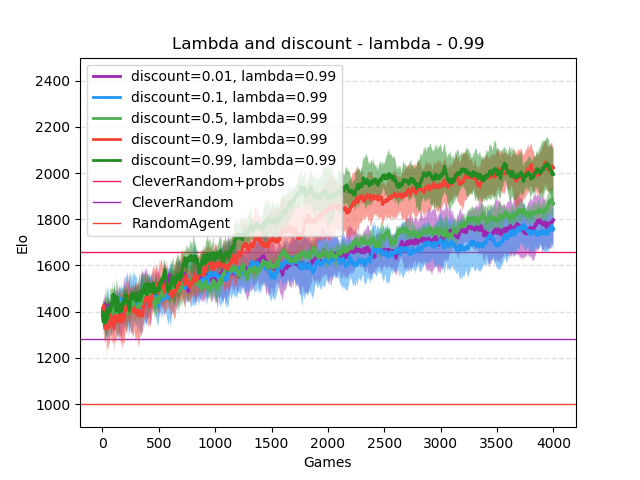 Lambda and discount - lambda - 0.99
2400
2200
2000
1800
1600
1400
1200
1000
Elo
discount=0.01, lambda=0.99
discount=0.1, lambda=0.99
discount=0.5, lambda=0.99
discount=0.9, lambda=0.99
discount=0.99, lambda=0.99
CleverRandom+probs
CleverRandom
RandomAgent
0 500 1000 1500 2000 2500 3000 3500 4000
Games